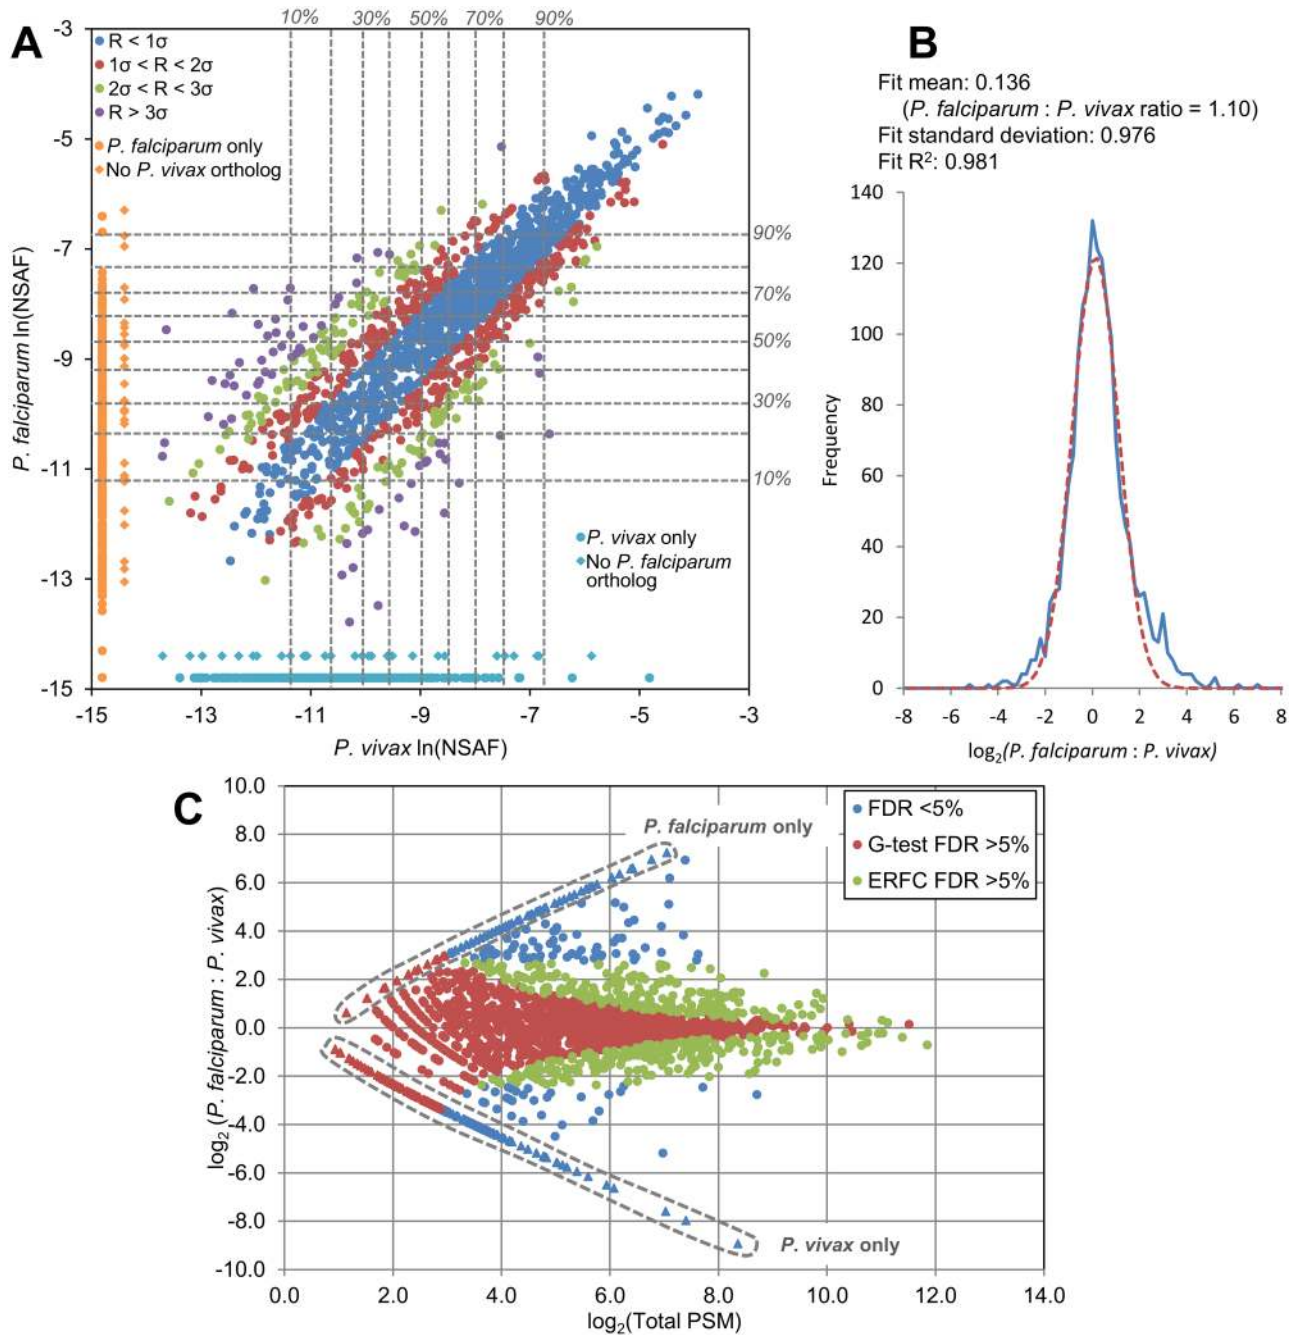 A
10% 30% 50% 70% 90%
-3
R < 1σ
1σ < R < 2σ
2σ < R < 3σ
R > 3σ
P. falciparum only
No P. vivax ortholog
-5
-7
-9
-11
-13
-15
P. falciparum ln(NSAF)
90%
70%
50%
30%
10%
P. vivax only
No P. falciparum
ortholog
-15 -13 -11 -9 -7 -5 -3
P. vivax ln(NSAF)
B
Fit mean: 0.136
(P. falciparum : P. vivax ratio = 1.10)
Fit standard deviation: 0.976
Fit R²: 0.981
140
120
100
80
60
40
20
0
Frequency
-8 -6 -4 -2 0 2 4 6 8
log₂(P. falciparum : P. vivax)
C
10.0
8.0
6.0
4.0
2.0
0.0
-2.0
-4.0
-6.0
-8.0
-10.0
log₂ (P. falciparum : P. vivax)
P. falciparum only
FDR <5%
G-test FDR >5%
ERFC FDR >5%
P. vivax only
0.0 2.0 4.0 6.0 8.0 10.0 12.0 14.0
log₂(Total PSM)